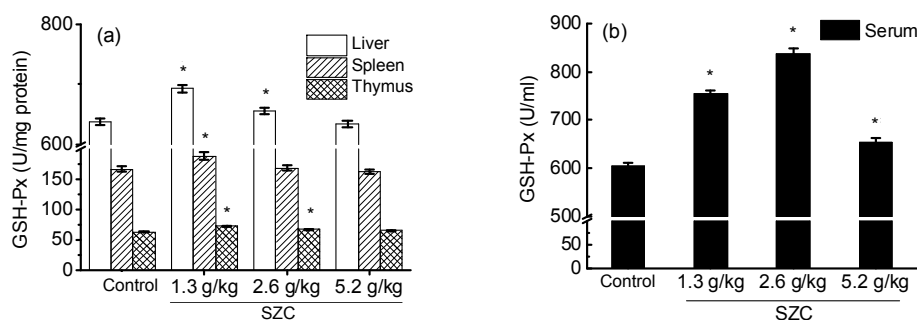 800
(a)
Liver
Spleen
Thymus
*
*
*
*
*
600
150
100
50
0
GSH-Px (U/mg protein)
Control
1.3 g/kg
2.6 g/kg
5.2 g/kg
SZC
900
(b)
Serum
*
*
*
800
700
600
500
50
0
GSH-Px (U/ml)
Control
1.3 g/kg
2.6 g/kg
5.2 g/kg
SZC